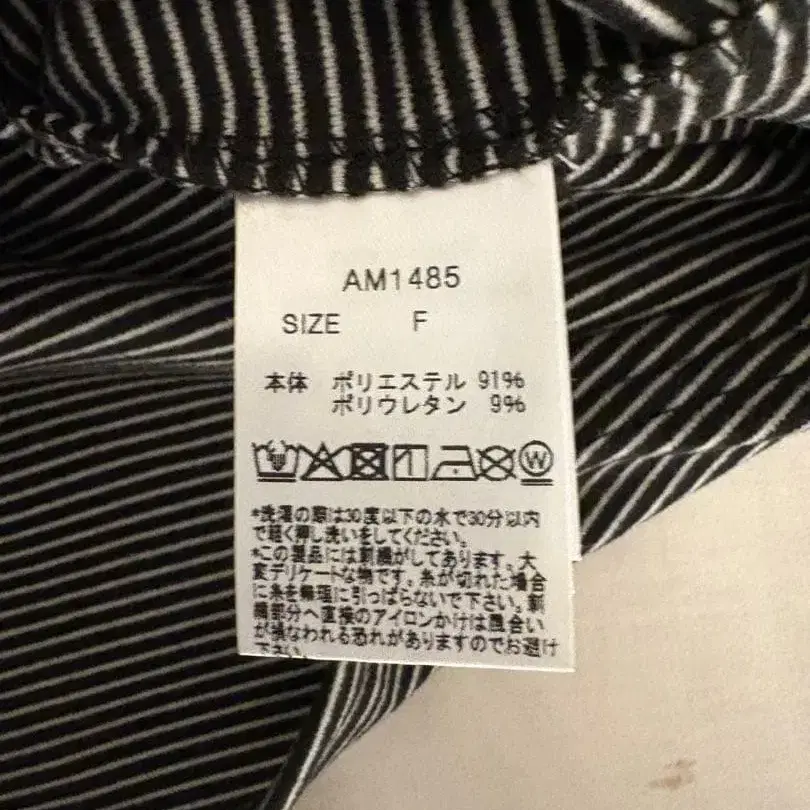 AM1485
SIZE F
本体 ポリエステル 91%
ポリウレタン 9%
W
*洗濯の際は30度以下の水で30分以内
で軽く押し洗いをしてください。
*この製品には刺繍がしてあります。大
変デリケートな物です。糸が切れた場合
に糸を無理に引っぱらないで下さい。刺
繍部分へ直接のアイロンかけは風合い
が損なわれる恐れがありますのでお避け
下さい。